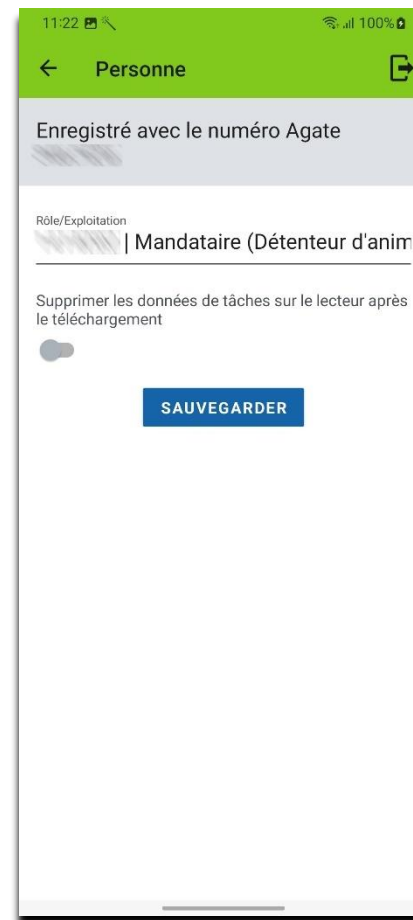 11:22 100%
Personne
Enregistré avec le numéro Agate
Rôle/Exploitation
| Mandataire (Détenteur d'anim
Supprimer les données de tâches sur le lecteur après
le téléchargement
SAUVEGARDER